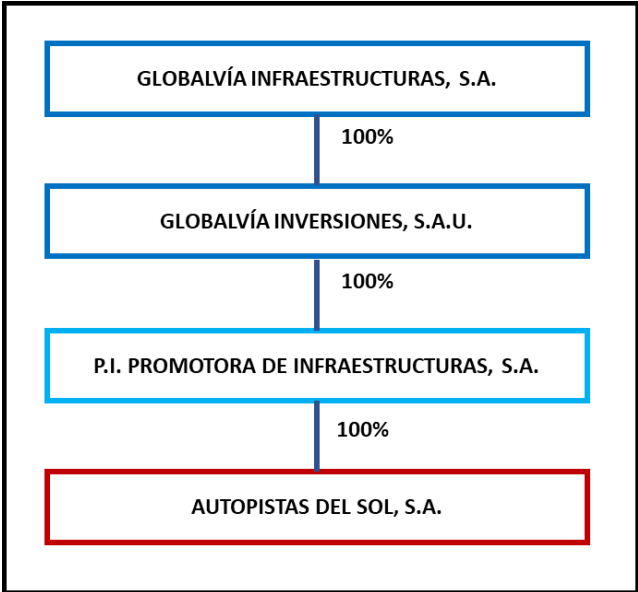 GLOBALVÍA INFRAESTRUCTURAS, S.A.
100%
GLOBALVÍA INVERSIONES, S.A.U.
100%
P.I. PROMOTORA DE INFRAESTRUCTURAS, S.A.
100%
AUTOPISTAS DEL SOL, S.A.